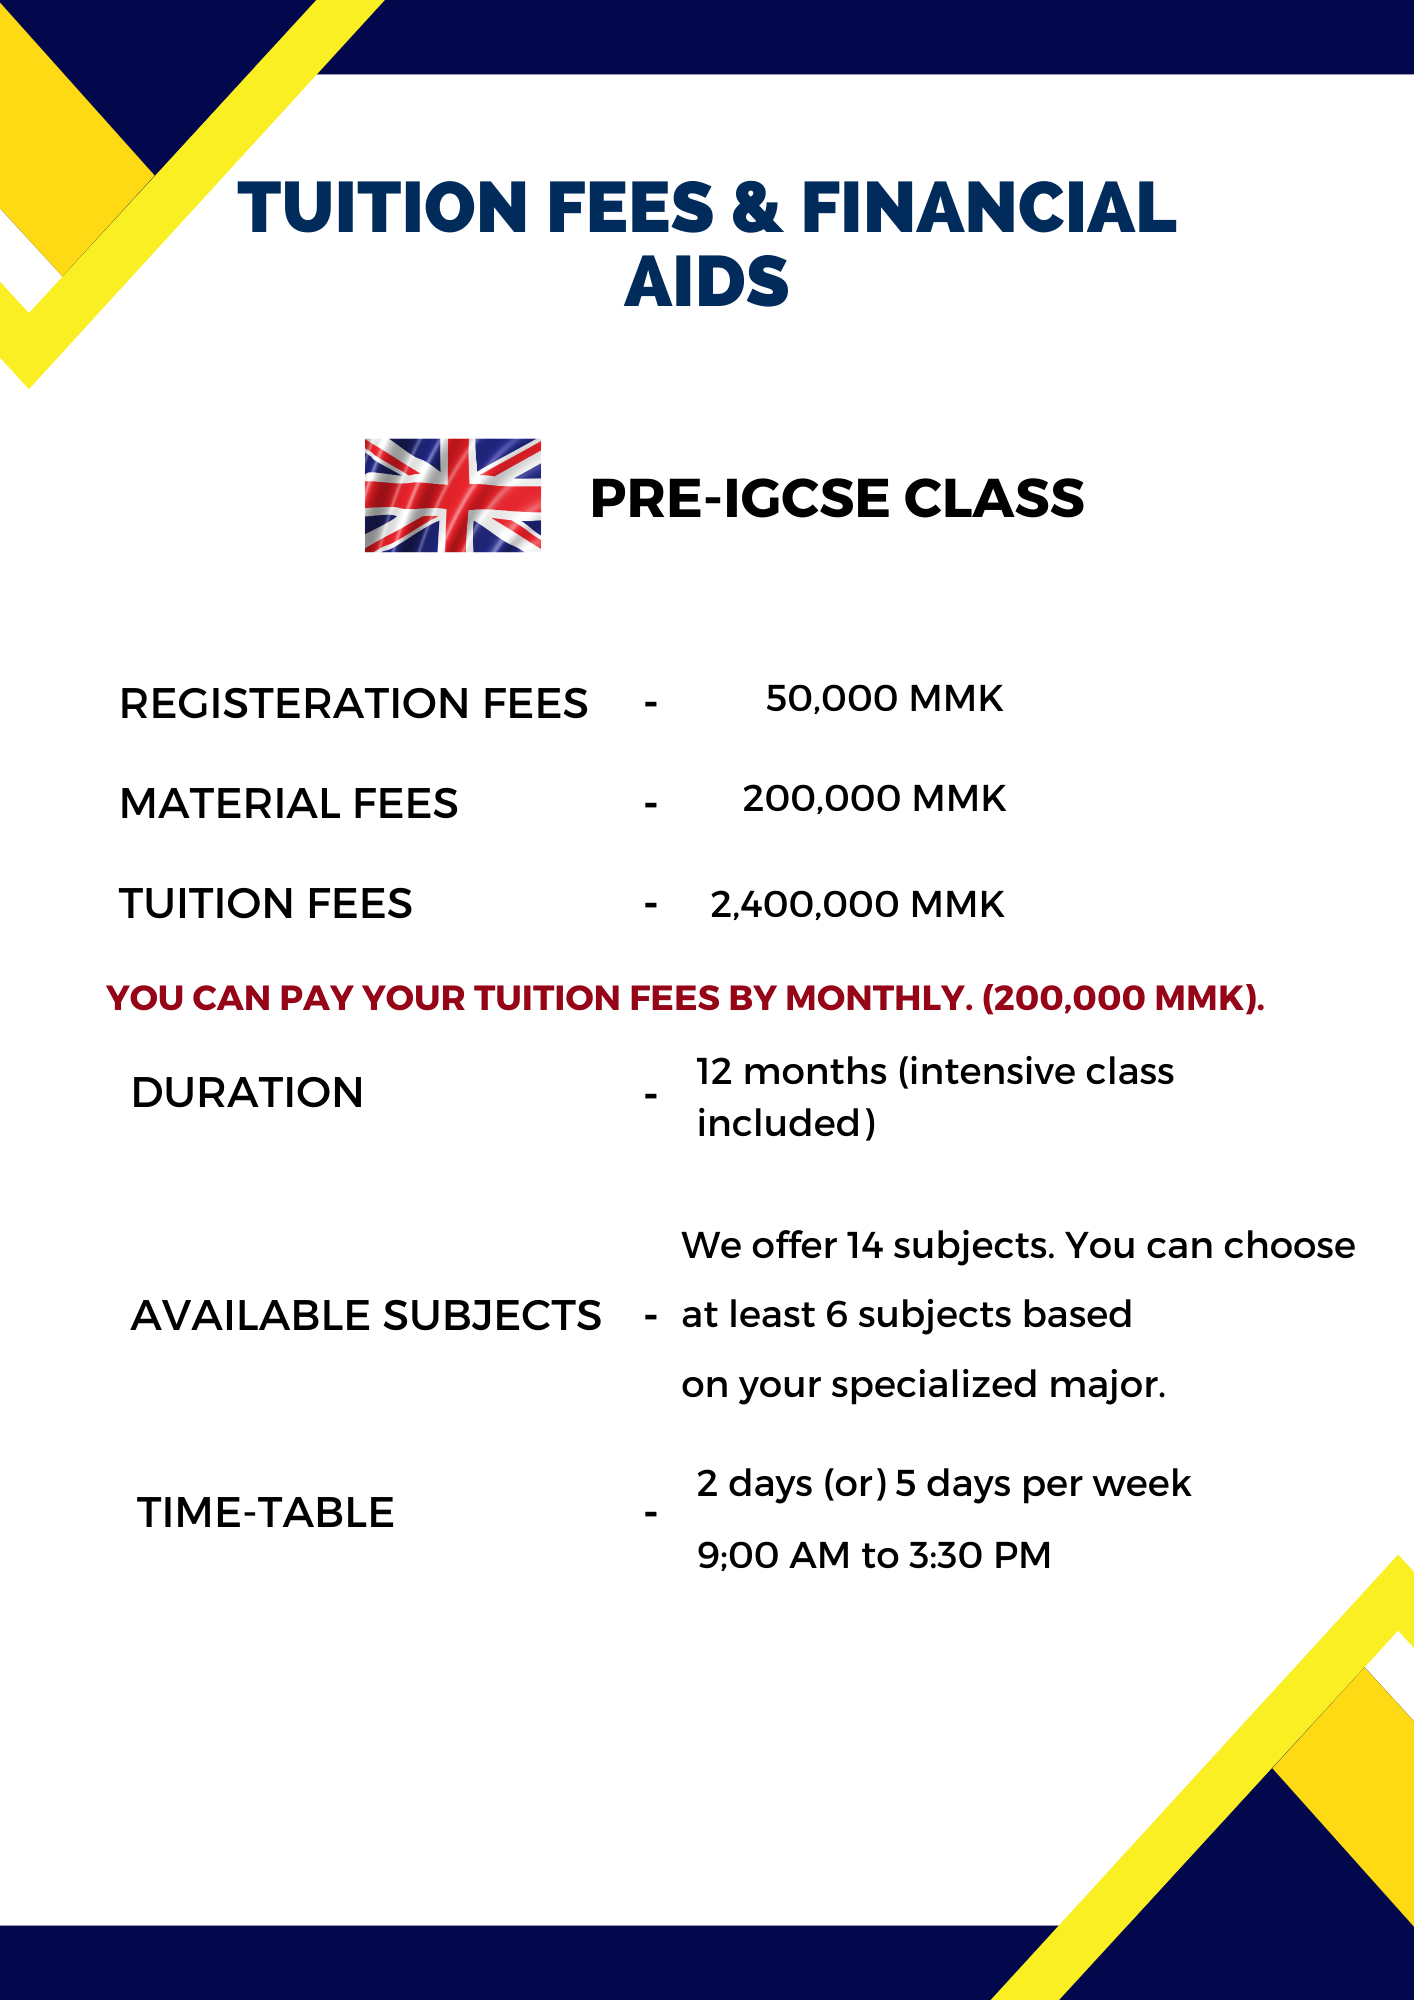 TUITION FEES & FINANCIAL
AIDS
PRE-IGCSE CLASS
REGISTERATION FEES - 50,000 MMK
MATERIAL FEES - 200,000 MMK
TUITION FEES - 2,400,000 MMK
YOU CAN PAY YOUR TUITION FEES BY MONTHLY. (200,000 MMK).
DURATION - 12 months (intensive class
included)
We offer 14 subjects. You can choose
AVAILABLE SUBJECTS - at least 6 subjects based
on your specialized major.
TIME-TABLE - 2 days (or) 5 days per week
9;00 AM to 3:30 PM